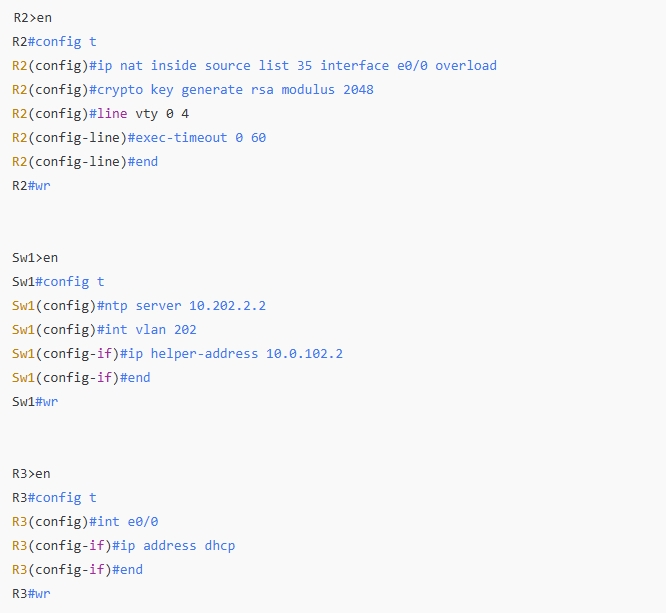 R2>en
R2#config t
R2(config)#ip nat inside source list 35 interface e0/0 overload
R2(config)#crypto key generate rsa modulus 2048
R2(config)#line vty 0 4
R2(config-line)#exec-timeout 0 60
R2(config-line)#end
R2#wr
Sw1>en
Sw1#config t
Sw1(config)#ntp server 10.202.2.2
Sw1(config)#int vlan 202
Sw1(config-if)#ip helper-address 10.0.102.2
Sw1(config-if)#end
Sw1#wr
R3>en
R3#config t
R3(config)#int e0/0
R3(config-if)#ip address dhcp
R3(config-if)#end
R3#wr